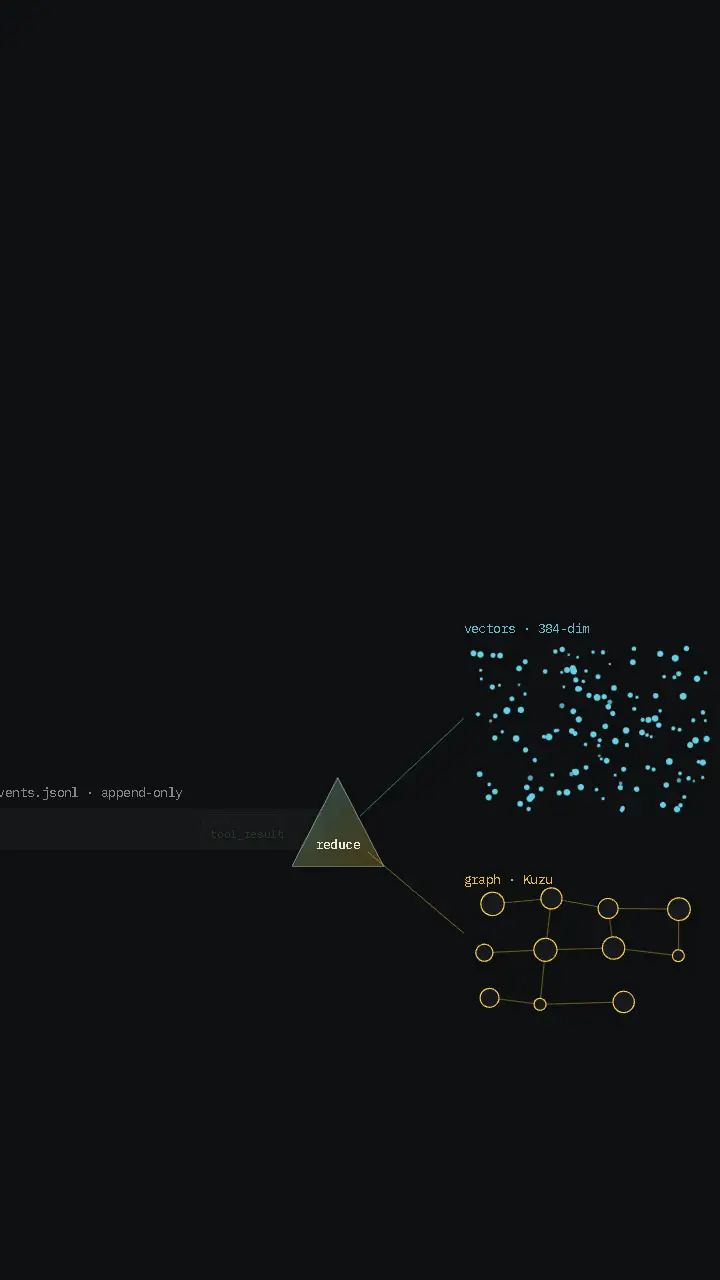 vectors · 384-dim
vents.jsonl · append-only
tool_result
reduce
graph · Kuzu